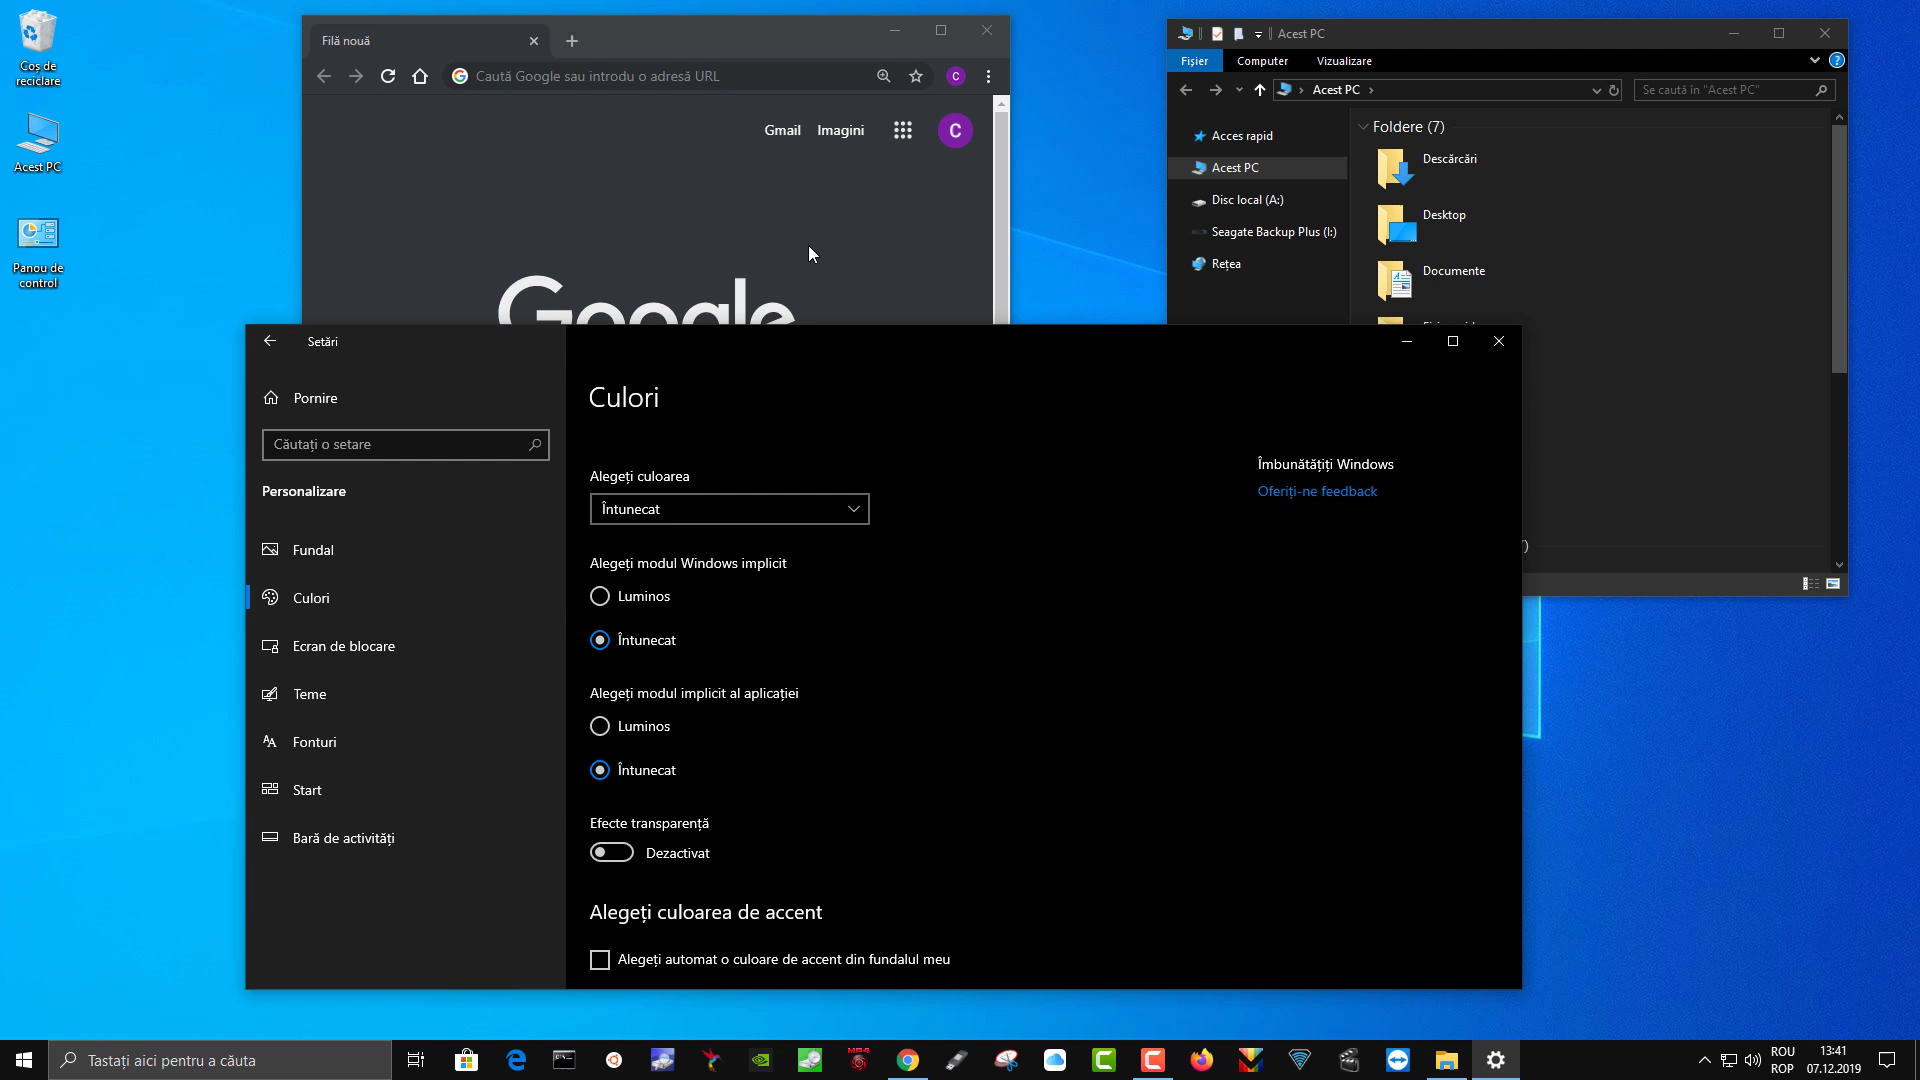 Coș de
reciclare
Acest PC
Panou de
control
Filă nouă
Caută Google sau introdu o adresă URL
C
Gmail
Imagini
C
Google
Acest PC
Fișier
Computer
Vizualizare
Acest PC
Se caută în "Acest PC"
Acces rapid
Acest PC
Disc local (A:)
Seagate Backup Plus (I:)
Rețea
Foldere (7)
Descărcări
Desktop
Documente
Setări
Pornire
Căutați o setare
Personalizare
Fundal
Culori
Ecran de blocare
Teme
Fonturi
Start
Bară de activități
Culori
Alegeți culoarea
Întunecat
Alegeți modul Windows implicit
Luminos
Întunecat
Alegeți modul implicit al aplicației
Luminos
Întunecat
Efecte transparență
Dezactivat
Alegeți culoarea de accent
Alegeți automat o culoare de accent din fundalul meu
Îmbunătățiți Windows
Oferiți-ne feedback
Tastați aici pentru a căuta
MP4
ROU
ROP
13:41
07.12.2019